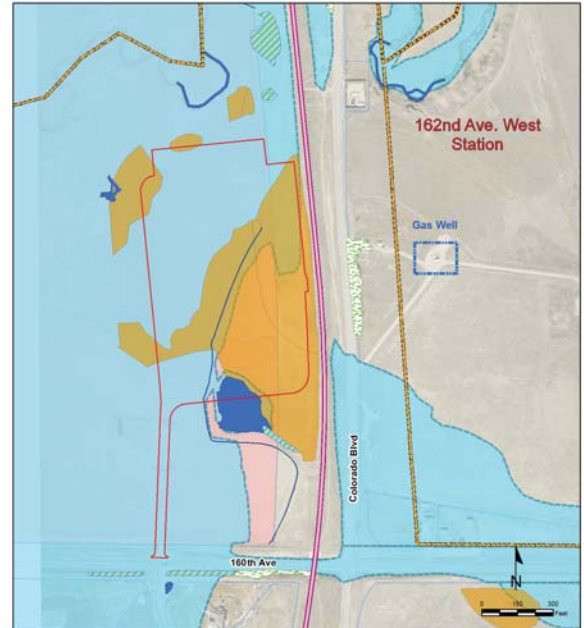 162nd Ave. West
Station
Gas Well
Colorado Blvd
160th Ave
N
0 150 300
Feet